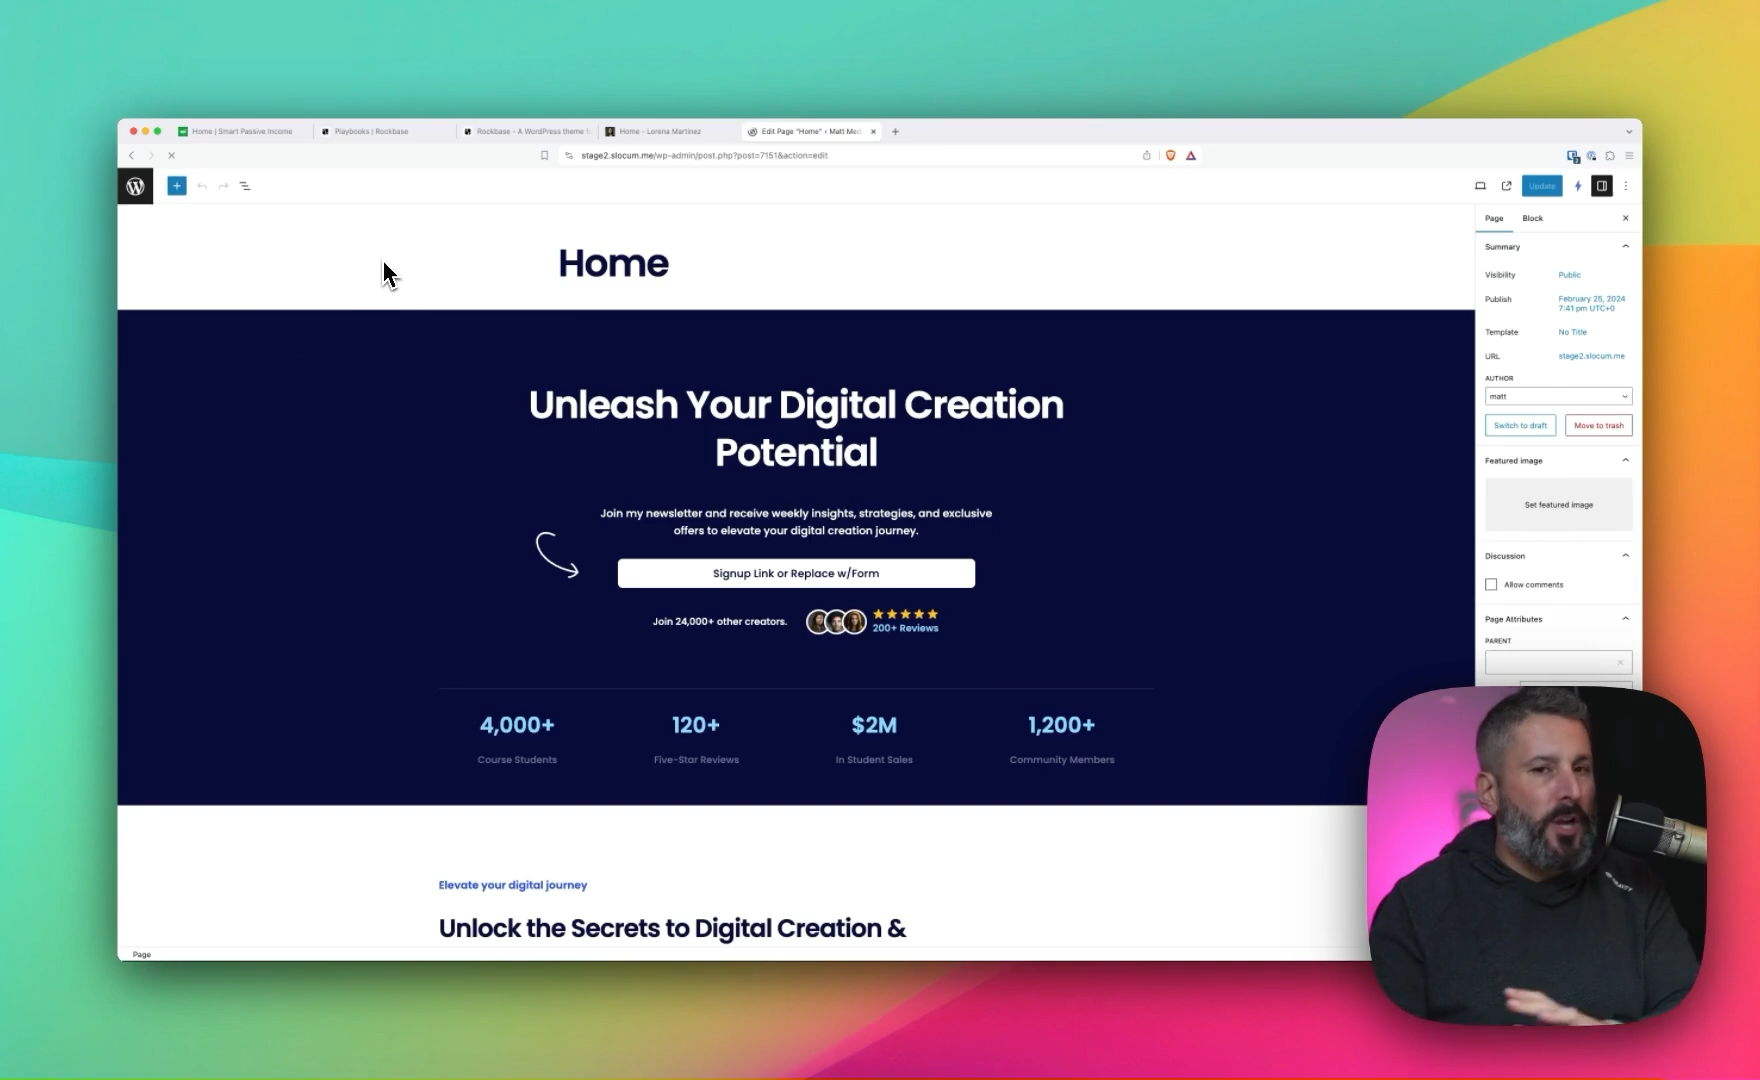 Home | Smart Passive Income
Playbooks | Rockbase
Rockbase - A WordPress theme
Home - Lorena Martinez
Edit Page "Home" ‹ Matt Med
stage2.slocum.me/wp-admin/post.php?post=7151&action=edit
Update
Page
Block
Home
Summary
Visibility
Public
Publish
February 25, 2024
7:41 pm UTC+0
Template
No Title
URL
stage2.slocum.me
AUTHOR
matt
Switch to draft
Move to trash
Featured image
Set featured image
Discussion
Allow comments
Page Attributes
PARENT
Unleash Your Digital Creation
Potential
Join my newsletter and receive weekly insights, strategies, and exclusive
offers to elevate your digital creation journey.
Signup Link or Replace w/Form
Join 24,000+ other creators.
200+ Reviews
4,000+
Course Students
120+
Five-Star Reviews
$2M
In Student Sales
1,200+
Community Members
Elevate your digital journey
Unlock the Secrets to Digital Creation &
Page